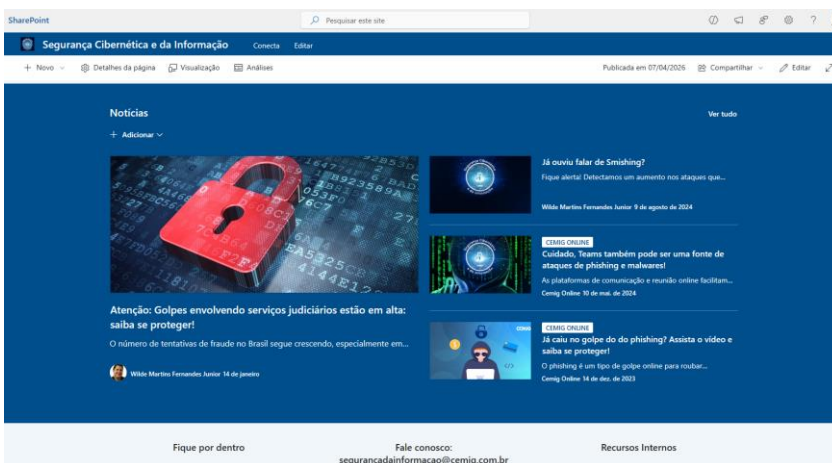 SharePoint
Pesquisar este site
Segurança Cibernética e da Informação
Conecta
Editar
Novo
Detalhes da página
Visualização
Análises
Publicada em 07/04/2026
Compartilhar
Editar
Notícias
Ver tudo
Adicionar
Atenção: Golpes envolvendo serviços judiciários estão em alta:
saiba se proteger!
O número de tentativas de fraude no Brasil segue crescendo, especialmente em...
Wilde Martins Fernandes Junior 14 de janeiro
Já ouviu falar de Smishing?
Fique alerta! Detectamos um aumento nos ataques que...
Wilde Martins Fernandes Junior 9 de agosto de 2024
CEMIG ONLINE
Cuidado, Teams também pode ser uma fonte de
ataques de phishing e malwares!
As plataformas de comunicação e reunião online facilitam...
Cemig Online 10 de mai. de 2024
CEMIG ONLINE
Já caiu no golpe do do phishing? Assista o vídeo e
saiba se proteger!
O phishing é um tipo de golpe online para roubar...
Cemig Online 14 de dez. de 2023
Fique por dentro
Fale conosco:
segurancadainformacao@cemig.com.br
Recursos Internos